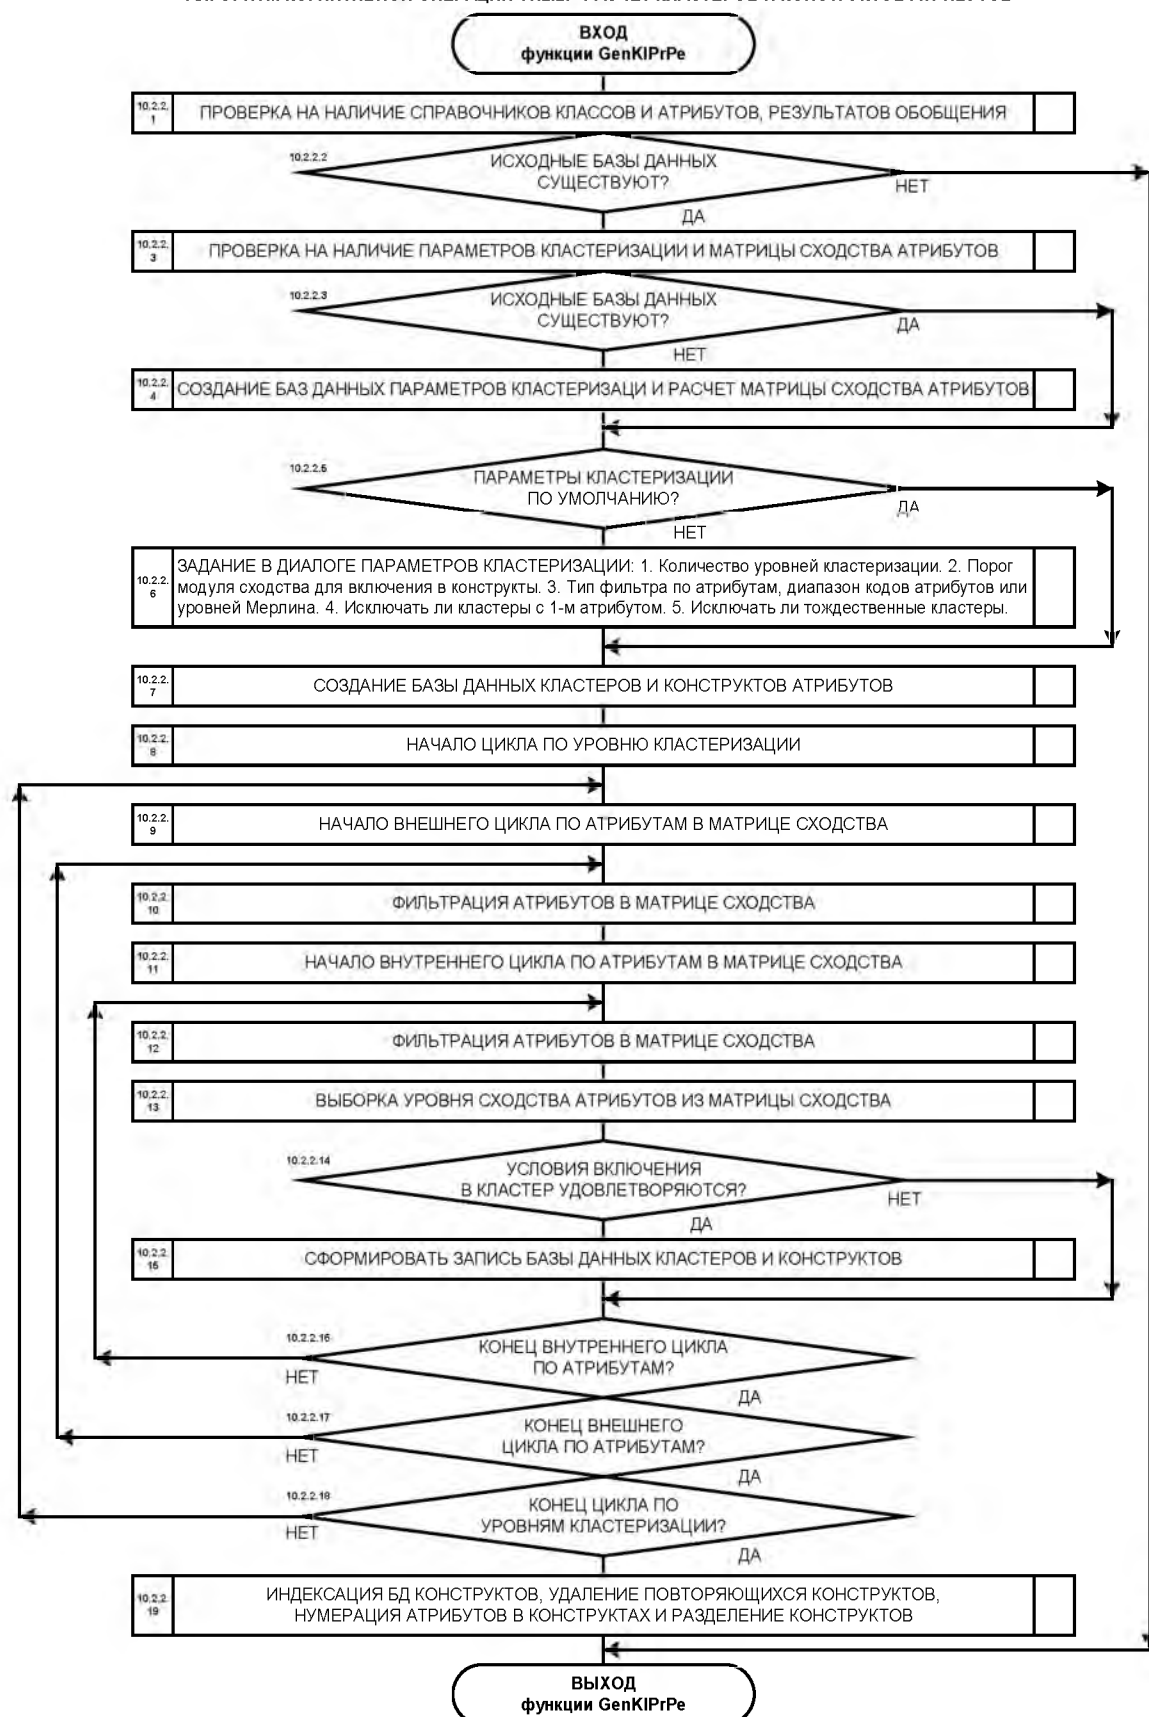 ВХОД
функции GenKlPrPe
10.2.2.
1
ПРОВЕРКА НА НАЛИЧИЕ СПРАВОЧНИКОВ КЛАССОВ И АТРИБУТОВ, РЕЗУЛЬТАТОВ ОБОБЩЕНИЯ
10.2.2.2
ИСХОДНЫЕ БАЗЫ ДАННЫХ
СУЩЕСТВУЮТ?
НЕТ
ДА
10.2.2.
3
ПРОВЕРКА НА НАЛИЧИЕ ПАРАМЕТРОВ КЛАСТЕРИЗАЦИИ И МАТРИЦЫ СХОДСТВА АТРИБУТОВ
10.2.2.3
ИСХОДНЫЕ БАЗЫ ДАННЫХ
СУЩЕСТВУЮТ?
ДА
НЕТ
10.2.2.
4
СОЗДАНИЕ БАЗ ДАННЫХ ПАРАМЕТРОВ КЛАСТЕРИЗАЦИ И РАСЧЕТ МАТРИЦЫ СХОДСТВА АТРИБУТОВ
10.2.2.5
ПАРАМЕТРЫ КЛАСТЕРИЗАЦИИ
ПО УМОЛЧАНИЮ?
ДА
НЕТ
10.2.2.
6
ЗАДАНИЕ В ДИАЛОГЕ ПАРАМЕТРОВ КЛАСТЕРИЗАЦИИ: 1. Количество уровней кластеризации. 2. Порог
модуля сходства для включения в конструкты. 3. Тип фильтра по атрибутам, диапазон кодов атрибутов или
уровней Мерлина. 4. Исключать ли кластеры с 1-м атрибутом. 5. Исключать ли тождественные кластеры.
10.2.2.
7
СОЗДАНИЕ БАЗЫ ДАННЫХ КЛАСТЕРОВ И КОНСТРУКТОВ АТРИБУТОВ
10.2.2.
8
НАЧАЛО ЦИКЛА ПО УРОВНЮ КЛАСТЕРИЗАЦИИ
10.2.2.
9
НАЧАЛО ВНЕШНЕГО ЦИКЛА ПО АТРИБУТАМ В МАТРИЦЕ СХОДСТВА
10.2.2.
10
ФИЛЬТРАЦИЯ АТРИБУТОВ В МАТРИЦЕ СХОДСТВА
10.2.2.
11
НАЧАЛО ВНУТРЕННЕГО ЦИКЛА ПО АТРИБУТАМ В МАТРИЦЕ СХОДСТВА
10.2.2.
12
ФИЛЬТРАЦИЯ АТРИБУТОВ В МАТРИЦЕ СХОДСТВА
10.2.2.
13
ВЫБОРКА УРОВНЯ СХОДСТВА АТРИБУТОВ ИЗ МАТРИЦЫ СХОДСТВА
10.2.2.14
УСЛОВИЯ ВКЛЮЧЕНИЯ
В КЛАСТЕР УДОВЛЕТВОРЯЮТСЯ?
НЕТ
ДА
10.2.2.
15
СФОРМИРОВАТЬ ЗАПИСЬ БАЗЫ ДАННЫХ КЛАСТЕРОВ И КОНСТРУКТОВ
10.2.2.16
КОНЕЦ ВНУТРЕННЕГО ЦИКЛА
ПО АТРИБУТАМ?
НЕТ
ДА
10.2.2.17
КОНЕЦ ВНЕШНЕГО
ЦИКЛА ПО АТРИБУТАМ?
НЕТ
ДА
10.2.2.18
КОНЕЦ ЦИКЛА ПО
УРОВНЯМ КЛАСТЕРИЗАЦИИ?
НЕТ
ДА
10.2.2.
19
ИНДЕКСАЦИЯ БД КОНСТРУКТОВ, УДАЛЕНИЕ ПОВТОРЯЮЩИХСЯ КОНСТРУКТОВ,
НУМЕРАЦИЯ АТРИБУТОВ В КОНСТРУКТАХ И РАЗДЕЛЕНИЕ КОНСТРУКТОВ
ВЫХОД
функции GenKlPrPe